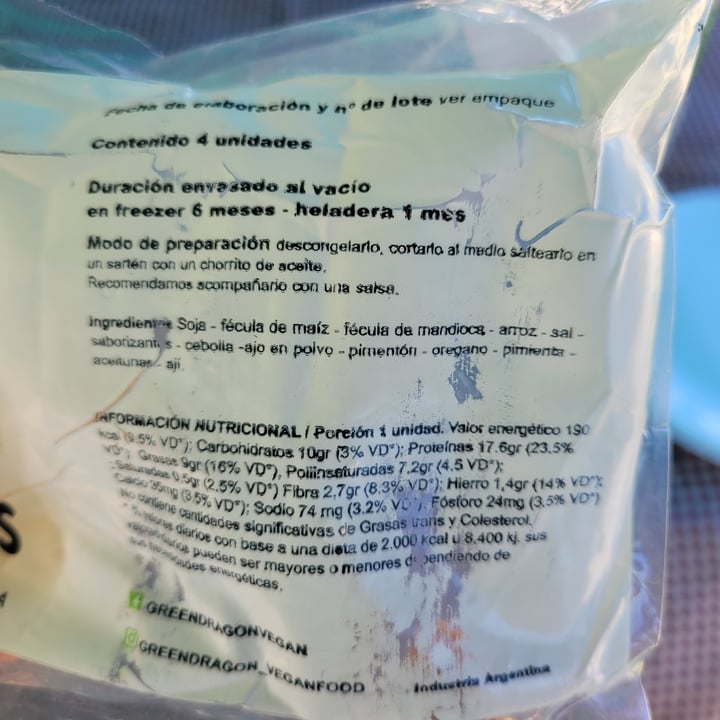 Fecha de elaboración y nº de lote ver empaque
Contenido 4 unidades
Duración envasado al vacío
en freezer 6 meses - heladera 1 mes
Modo de preparación descongelarlo, cortarlo al medio saltearlo en
un sartén con un chorrito de aceite.
Recomendamos acompañarlo con una salsa.
Ingredientes Soja - fécula de maíz - fécula de mandioca - arroz - sal -
saborizantes - cebolla -ajo en polvo - pimentón - oregano - pimienta -
aceitunas - ají
INFORMACIÓN NUTRICIONAL / Porción 1 unidad. Valor energético 190
kcal (9.5% VD*); Carbohidratos 10gr (3% VD*); Proteínas 17.6gr (23.5%
VD*); Grasas 9gr (16% VD*), Poliinsaturadas 7,2gr (4.5 VD*);
Saturadas 0.5gr (2.5% VD*) Fibra 2,7gr (8.3% VD*); Hierro 1,4gr (14% VD*);
Calcio 35mg (3.5% VD*); Sodio 74 mg (3.2% VD*), Fósforo 24mg (3.5% VD*)
No contiene cantidades significativas de Grasas trans y Colesterol.
* % Valores diarios con base a una dieta de 2.000 kcal u 8.400 kj. sus
valores diarios pueden ser mayores o menores dependiendo de
sus necesidades energéticas.
GREENDRAGONVEGAN
GREENDRAGON_VEGANFOOD
Industria Argentina